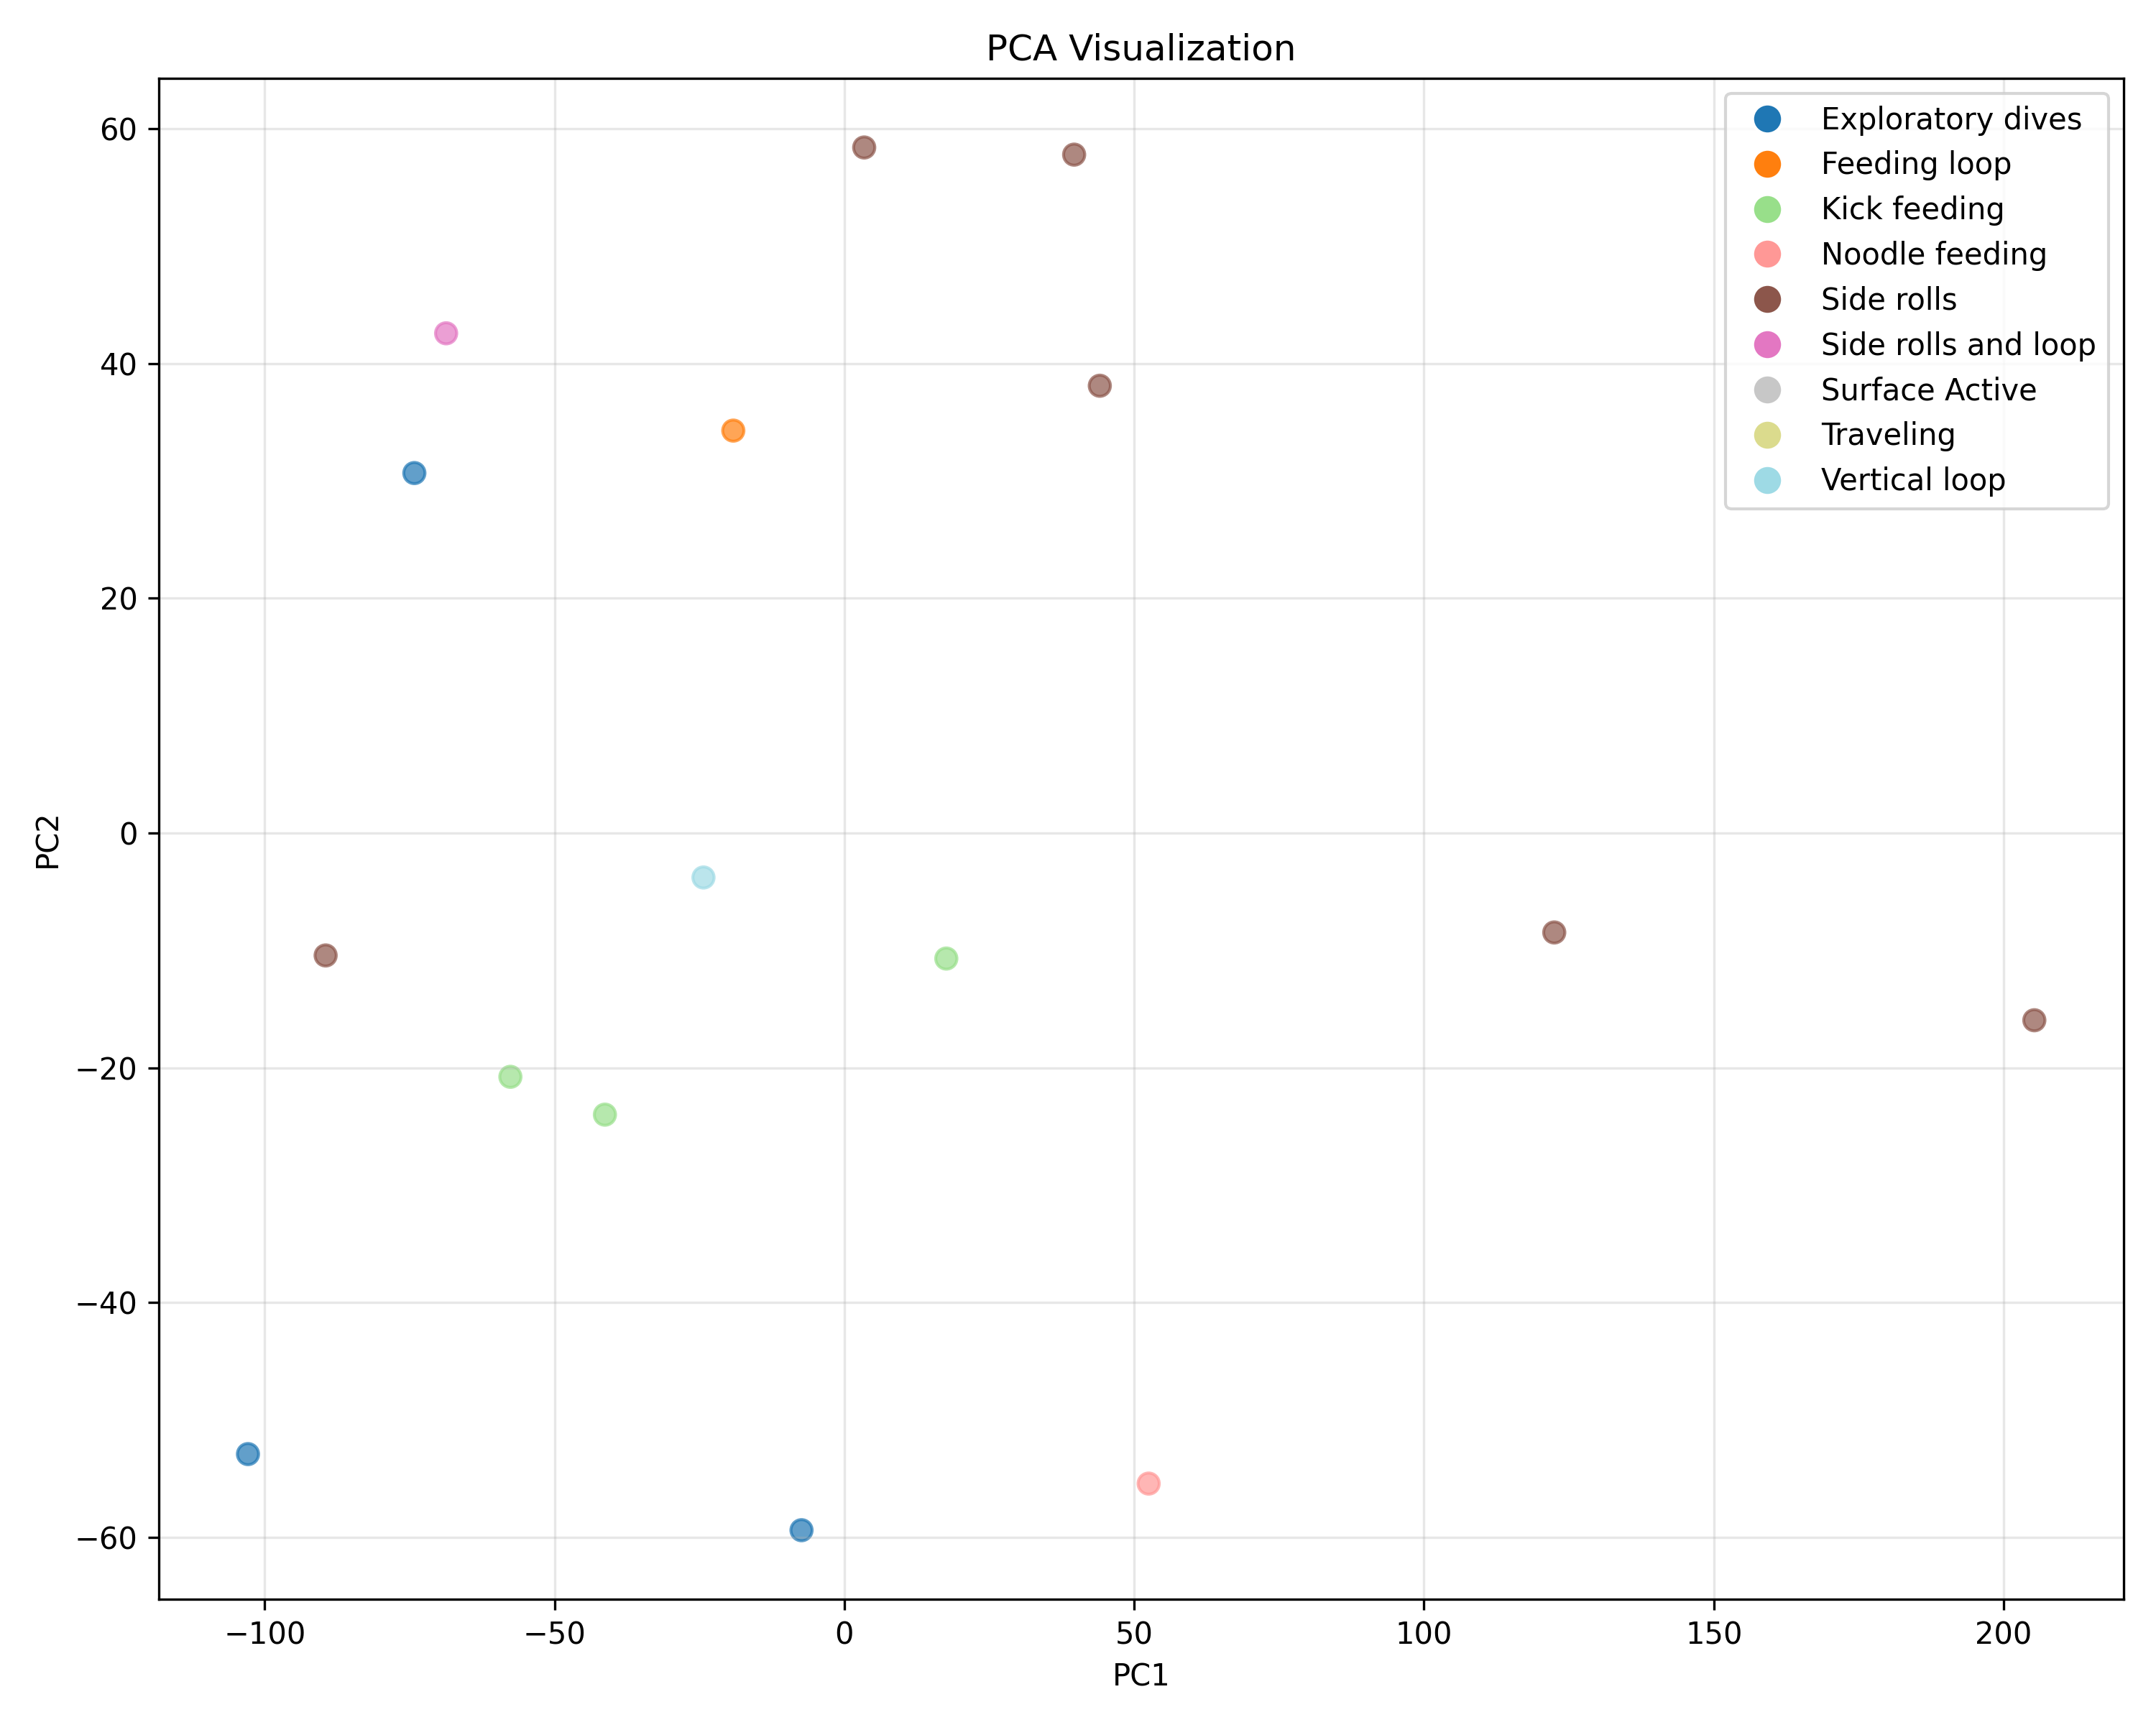 PCA Visualization
60
40
20
0
−20
−40
−60
PC2
−100
−50
0
50
100
150
200
PC1
Exploratory dives
Feeding loop
Kick feeding
Noodle feeding
Side rolls
Side rolls and loop
Surface Active
Traveling
Vertical loop